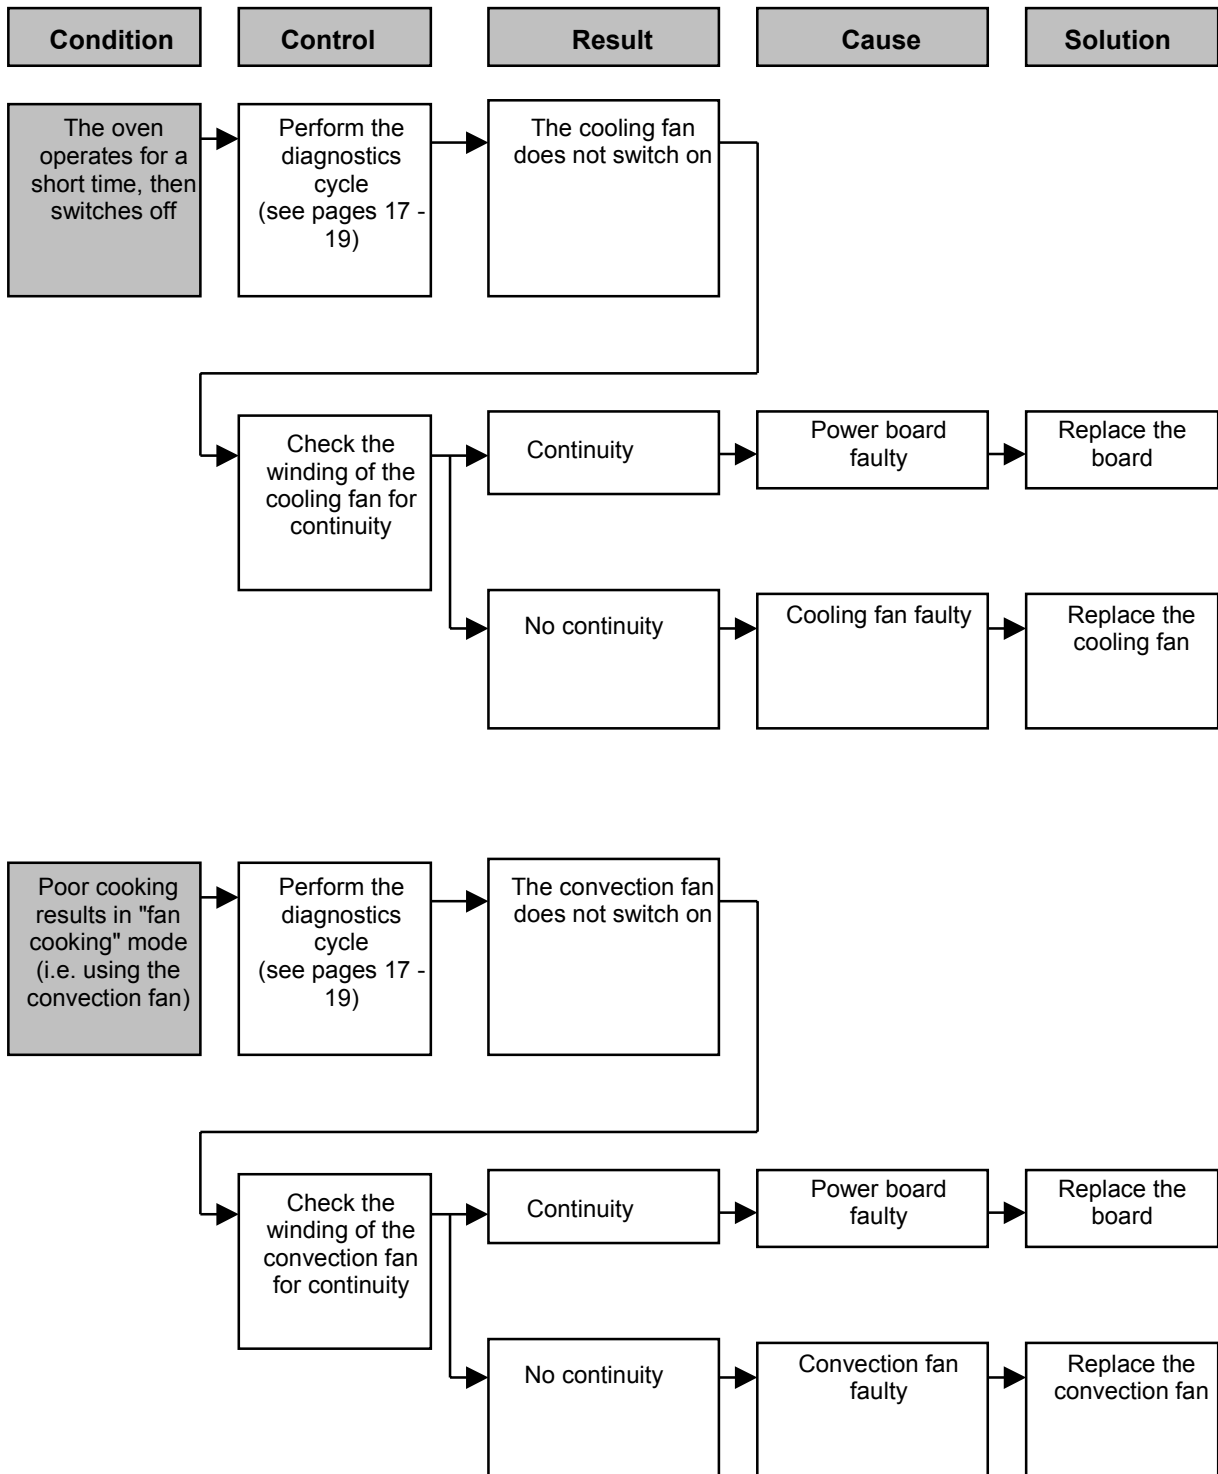 Condition
Control
Result
Cause
Solution
The oven
operates for a
short time, then
switches off
Perform the
diagnostics
cycle
(see pages 17 -
19)
The cooling fan
does not switch on
Check the
winding of the
cooling fan for
continuity
Continuity
Power board
faulty
Replace the
board
No continuity
Cooling fan faulty
Replace the
cooling fan
Poor cooking
results in "fan
cooking" mode
(i.e. using the
convection fan)
Perform the
diagnostics
cycle
(see pages 17 -
19)
The convection fan
does not switch on
Check the
winding of the
convection fan
for continuity
Continuity
Power board
faulty
Replace the
board
No continuity
Convection fan
faulty
Replace the
convection fan